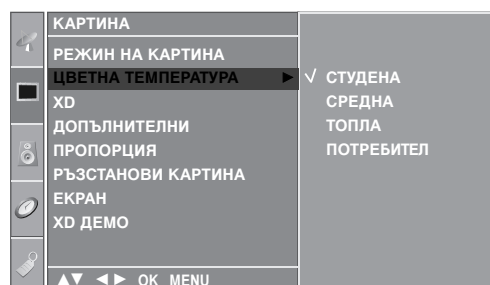 КАРТИНА
РЕЖИН НА КАРТИНА
ЦВЕТНА ТЕМПЕРАТУРА ►
XD
ДОПЪЛНИТЕЛНИ
ПРОПОРЦИЯ
РЪЗСТАНОВИ КАРТИНА
ЕКРАН
XD ДЕМО
√ СТУДЕНА
СРЕДНА
ТОПЛА
ПОТРЕБИТЕЛ
▲▼ ◄► OK MENU